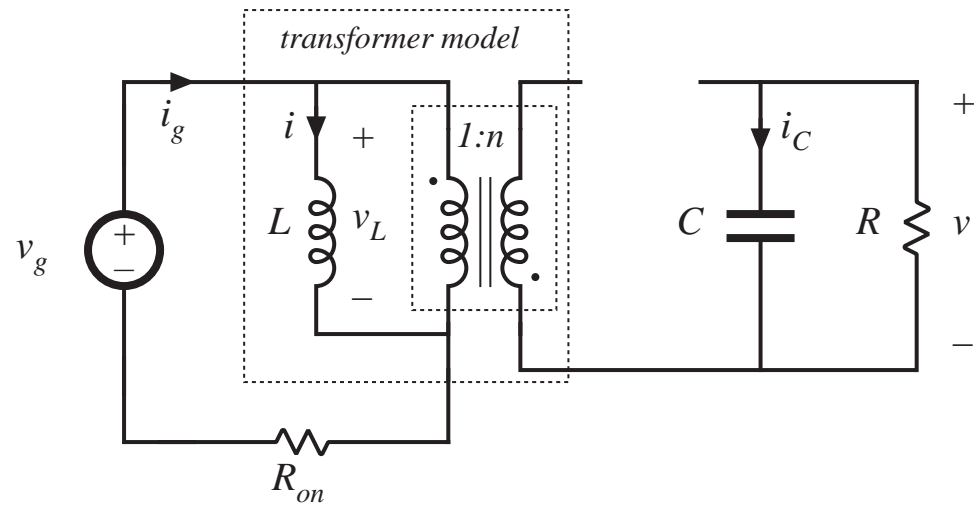 transformer model
i_g
i
+
1:n
i_C
+
v_g
+
–
L
v_L
C
R
v
–
–
R_on